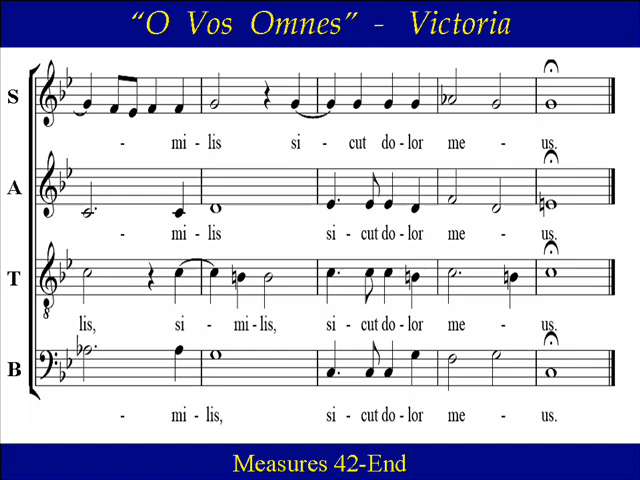 “O Vos Omnes” - Victoria
S
- mi - lis si - cut do - lor me - us.
A
- mi - lis si - cut do - lor me - us.
T
lis, si - mi - lis, si - cut do - lor me - us.
B
- mi - lis, si - cut do - lor me - us.
Measures 42-End